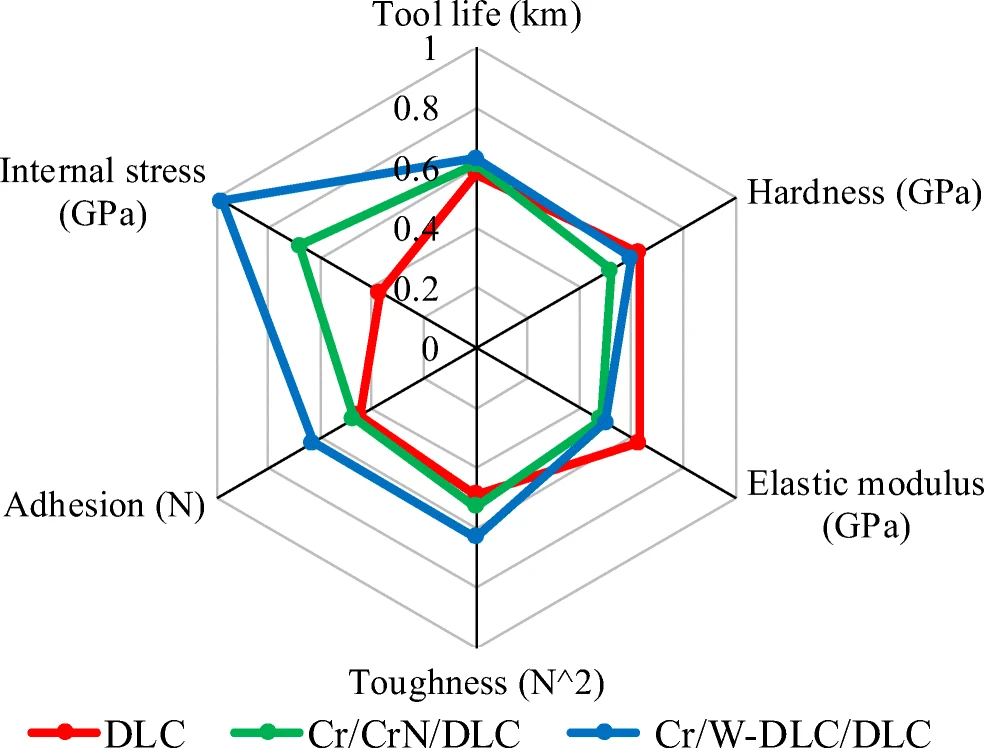 Tool life (km)
1
0.8
Internal stress
(GPa)
0.6
Hardness (GPa)
0.4
0.2
0
Adhesion (N)
Elastic modulus
(GPa)
Toughness (N^2)
DLC
Cr/CrN/DLC
Cr/W-DLC/DLC